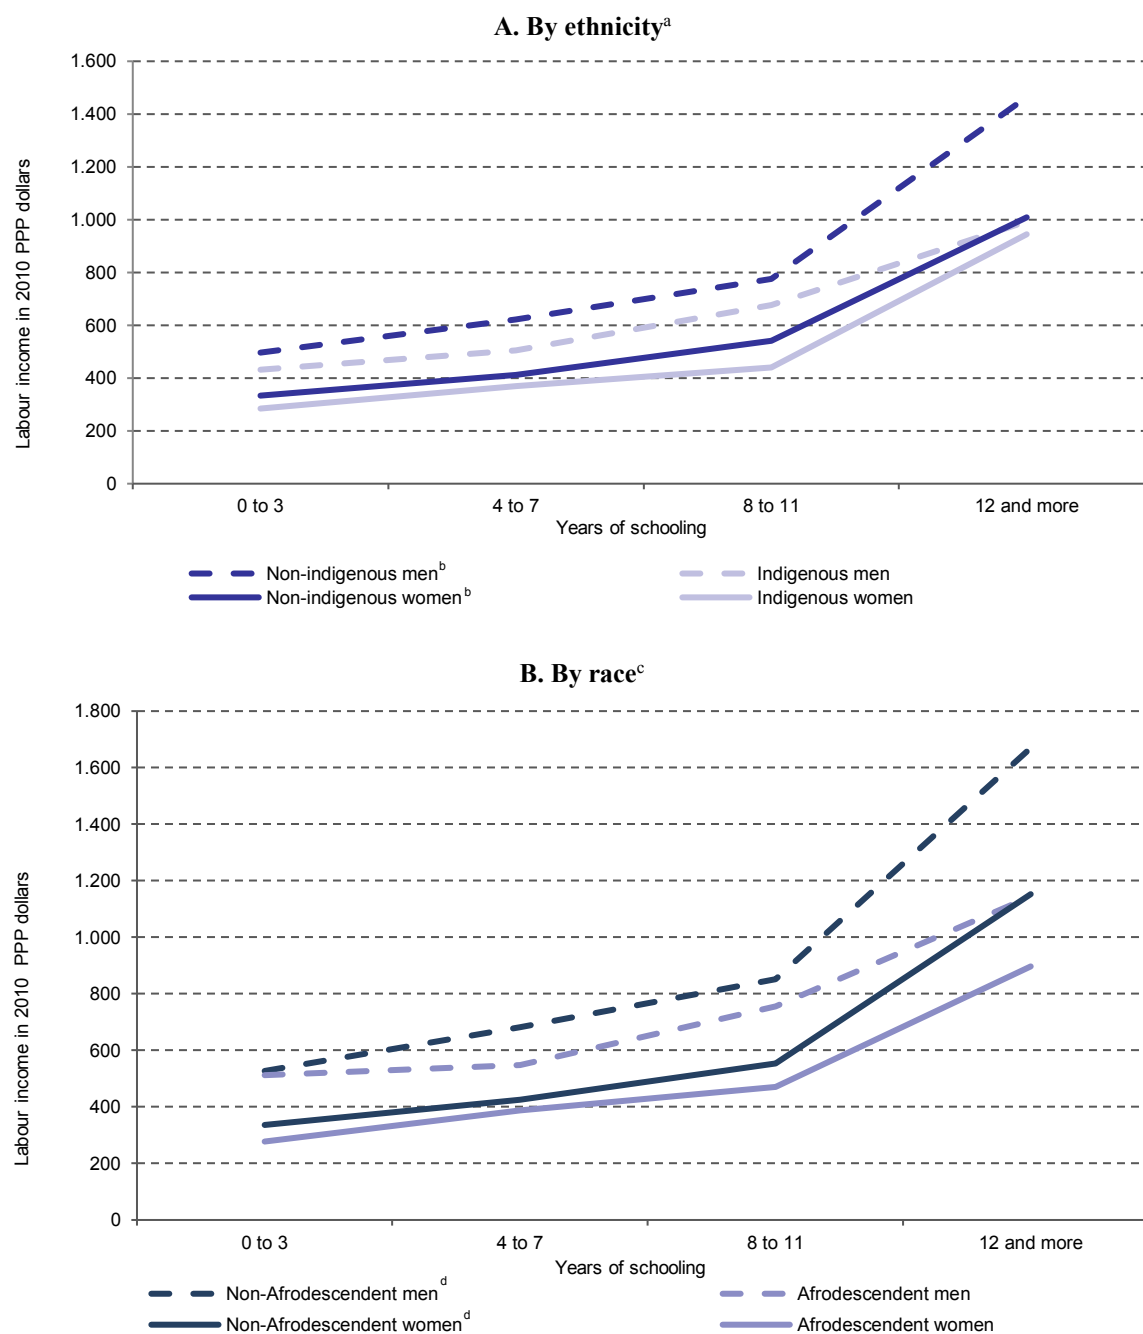 A. By ethnicityᵃ
1.600
1.400
1.200
1.000
800
600
400
200
0
Labour income in 2010 PPP dollars
0 to 3 4 to 7 8 to 11 12 and more
Years of schooling
Non-indigenous menᵇ Indigenous men
Non-indigenous womenᵇ Indigenous women
B. By raceᶜ
1.800
1.600
1.400
1.200
1.000
800
600
400
200
0
Labour income in 2010 PPP dollars
0 to 3 4 to 7 8 to 11 12 and more
Years of schooling
Non-Afrodescendent menᵈ Afrodescendent men
Non-Afrodescendent womenᵈ Afrodescendent women